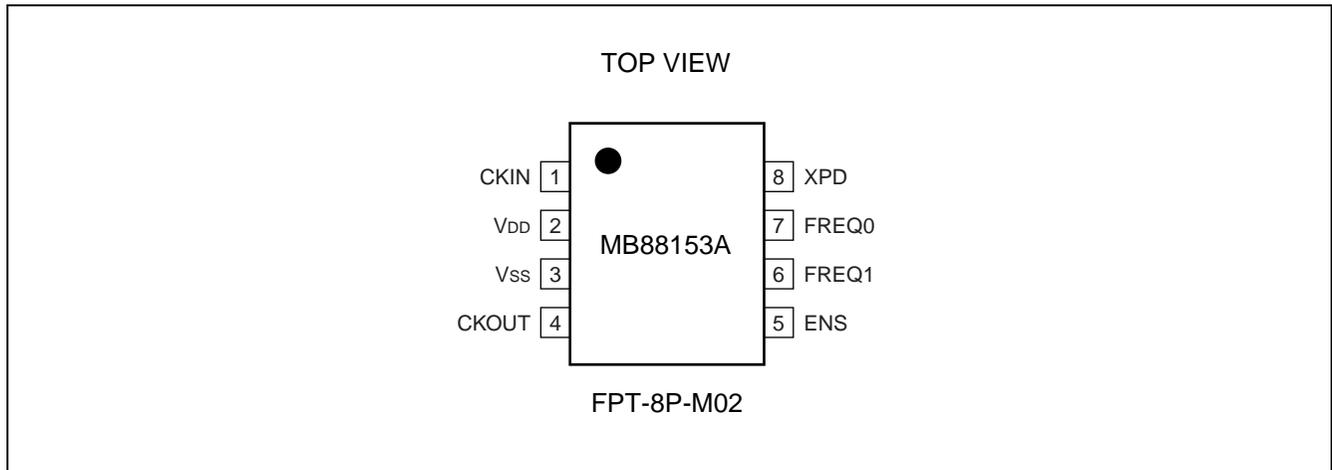 TOP VIEW
CKIN 1 8 XPD
VDD 2 7 FREQ0
MB88153A
VSS 3 6 FREQ1
CKOUT 4 5 ENS
FPT-8P-M02